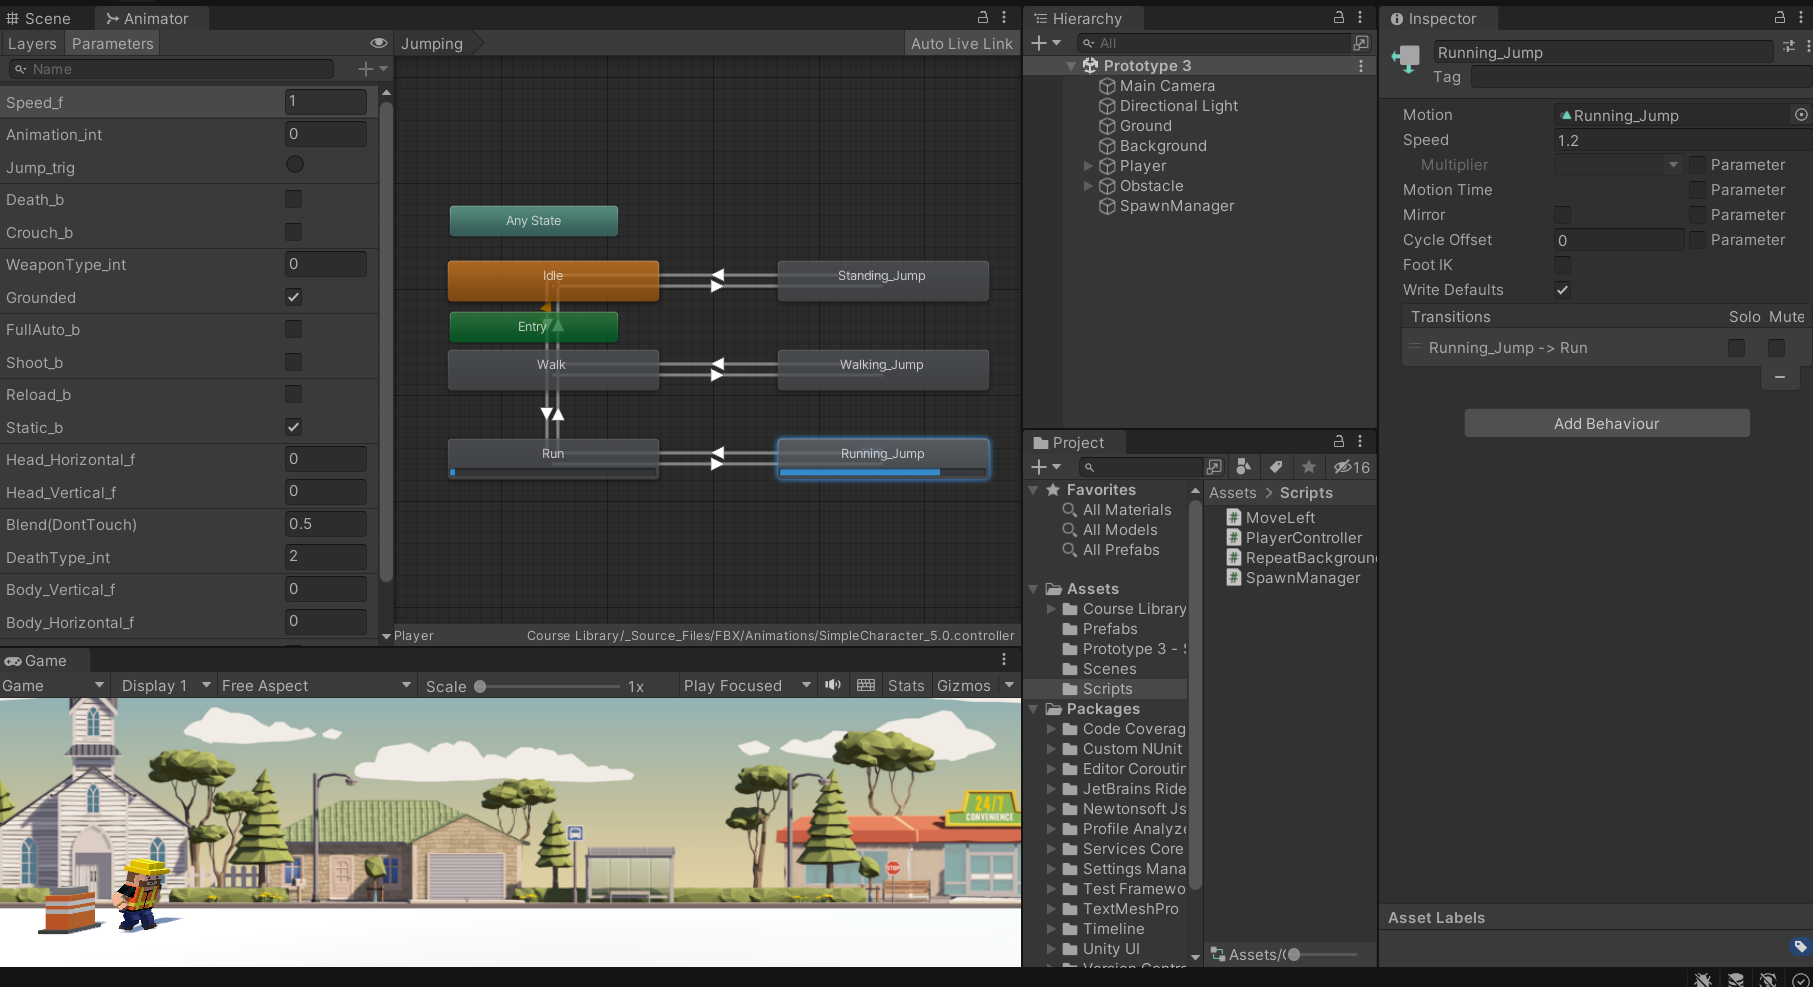 Scene
Animator
Layers
Parameters
Jumping
Auto Live Link
Name
Speed_f
1
Animation_int
0
Jump_trig
Death_b
Crouch_b
WeaponType_int
0
Grounded
FullAuto_b
Shoot_b
Reload_b
Static_b
Head_Horizontal_f
0
Head_Vertical_f
0
Blend(DontTouch)
0.5
DeathType_int
2
Body_Vertical_f
0
Body_Horizontal_f
0
Any State
Idle
Standing_Jump
Entry
Walk
Walking_Jump
Run
Running_Jump
Player
Course Library/_Source_Files/FBX/Animations/SimpleCharacter_5.0.controller
Game
Game
Display 1
Free Aspect
Scale
1x
Play Focused
Stats
Gizmos
24/7
CONVENIENCE
STOP
Hierarchy
All
Prototype 3
Main Camera
Directional Light
Ground
Background
Player
Obstacle
SpawnManager
Project
16
Favorites
All Materials
All Models
All Prefabs
Assets
Course Library
Prefabs
Prototype 3 - S
Scenes
Scripts
Packages
Code Coverag
Custom NUnit
Editor Coroutin
JetBrains Ride
Newtonsoft Js
Profile Analyze
Services Core
Settings Mana
Test Framewo
TextMeshPro
Timeline
Unity UI
Version Contro
Assets > Scripts
MoveLeft
PlayerController
RepeatBackground
SpawnManager
Assets/C
Inspector
Running_Jump
Tag
Motion
Running_Jump
Speed
1.2
Multiplier
Parameter
Motion Time
Parameter
Mirror
Parameter
Cycle Offset
0
Parameter
Foot IK
Write Defaults
Transitions
Solo
Mute
Running_Jump -> Run
Add Behaviour
Asset Labels